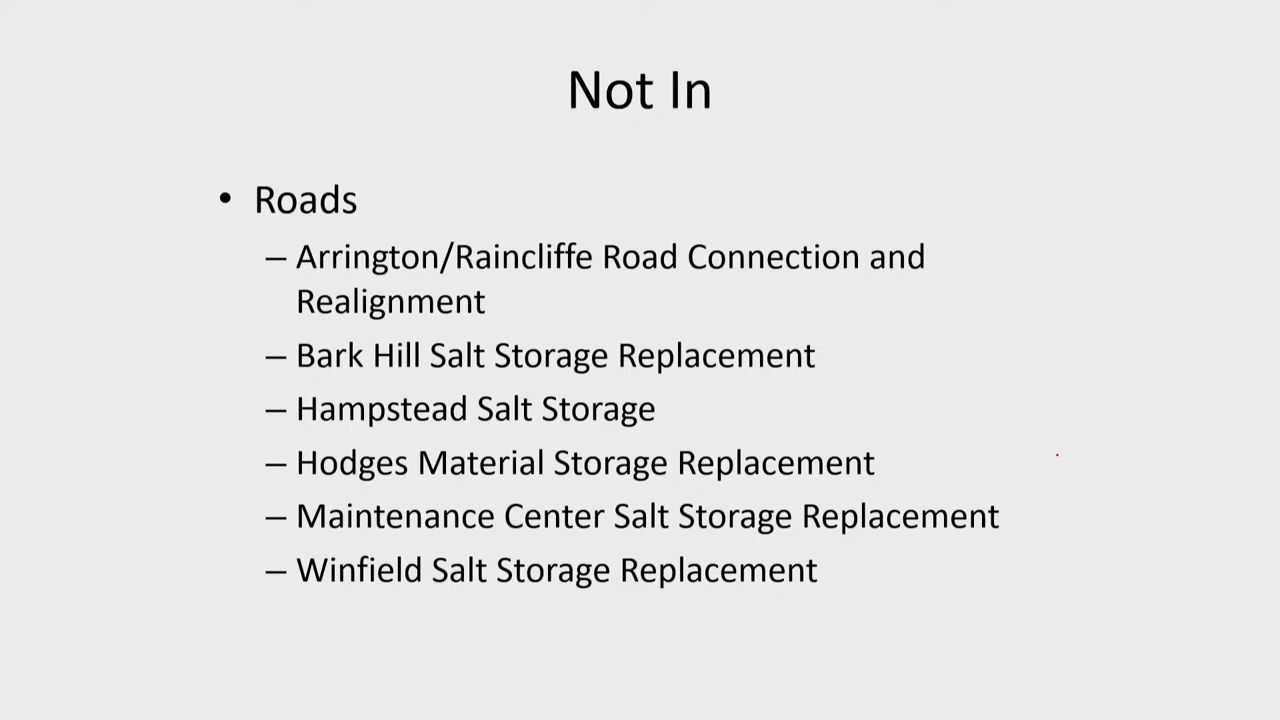 Not In
• Roads
– Arrington/Raincliffe Road Connection and
Realignment
– Bark Hill Salt Storage Replacement
– Hampstead Salt Storage
– Hodges Material Storage Replacement
– Maintenance Center Salt Storage Replacement
– Winfield Salt Storage Replacement